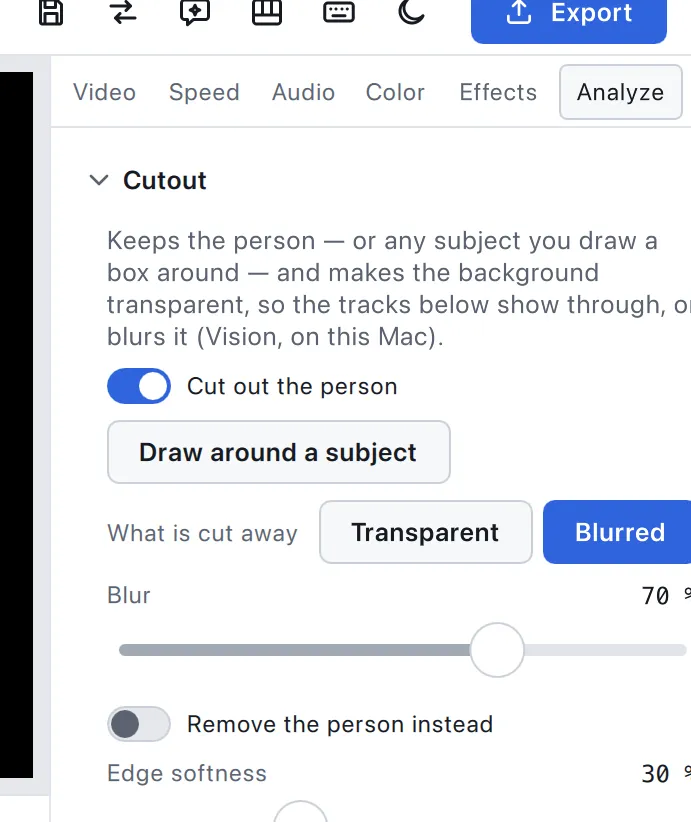 Export
Video Speed Audio Color Effects Analyze
Cutout
Keeps the person — or any subject you draw a
box around — and makes the background
transparent, so the tracks below show through, or
blurs it (Vision, on this Mac).
Cut out the person
Draw around a subject
What is cut away Transparent Blurred
Blur 70 %
Remove the person instead
Edge softness 30 %